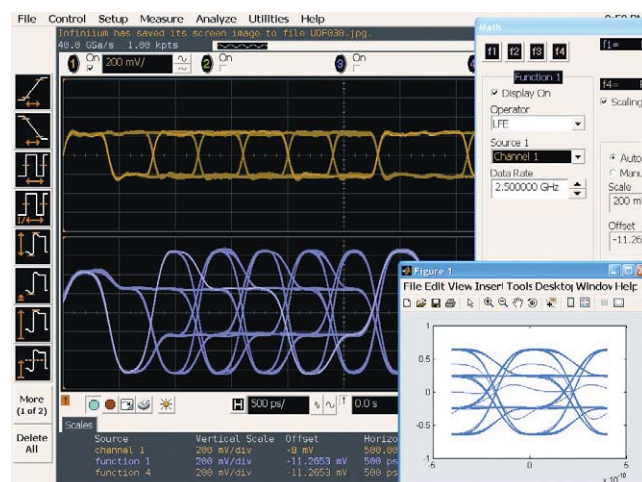 File Control Setup Measure Analyze Utilities Help
Infiniium has saved its screen image to file UDF030.jpg.
40.0 GSa/s 1.00 kpts
1 On 200 mV/ 2 On 3 On
Math
f1 f2 f3 f4
f1=
Function 1
f4=
Display On
Scaling
Operator
LFE
Source 1
Channel 1
Auto
Manu
Data Rate
2.500000 GHz
Scale
200 m
Offset
-11.26
Figure 1
File Edit View Insert Tools Desktop Window Help
1
0.5
0
-0.5
-1
-5 0 5
x 10^-10
More
(1 of 2)
Delete
All
H 500 ps/ T 0.0 s
Scales
Source Vertical Scale Offset Horizo
channel 1 200 mV/div -8 mV 500.00
function 1 200 mV/div -11.2653 mV 500 ps
function 4 200 mV/div -11.2653 mV 500 ps